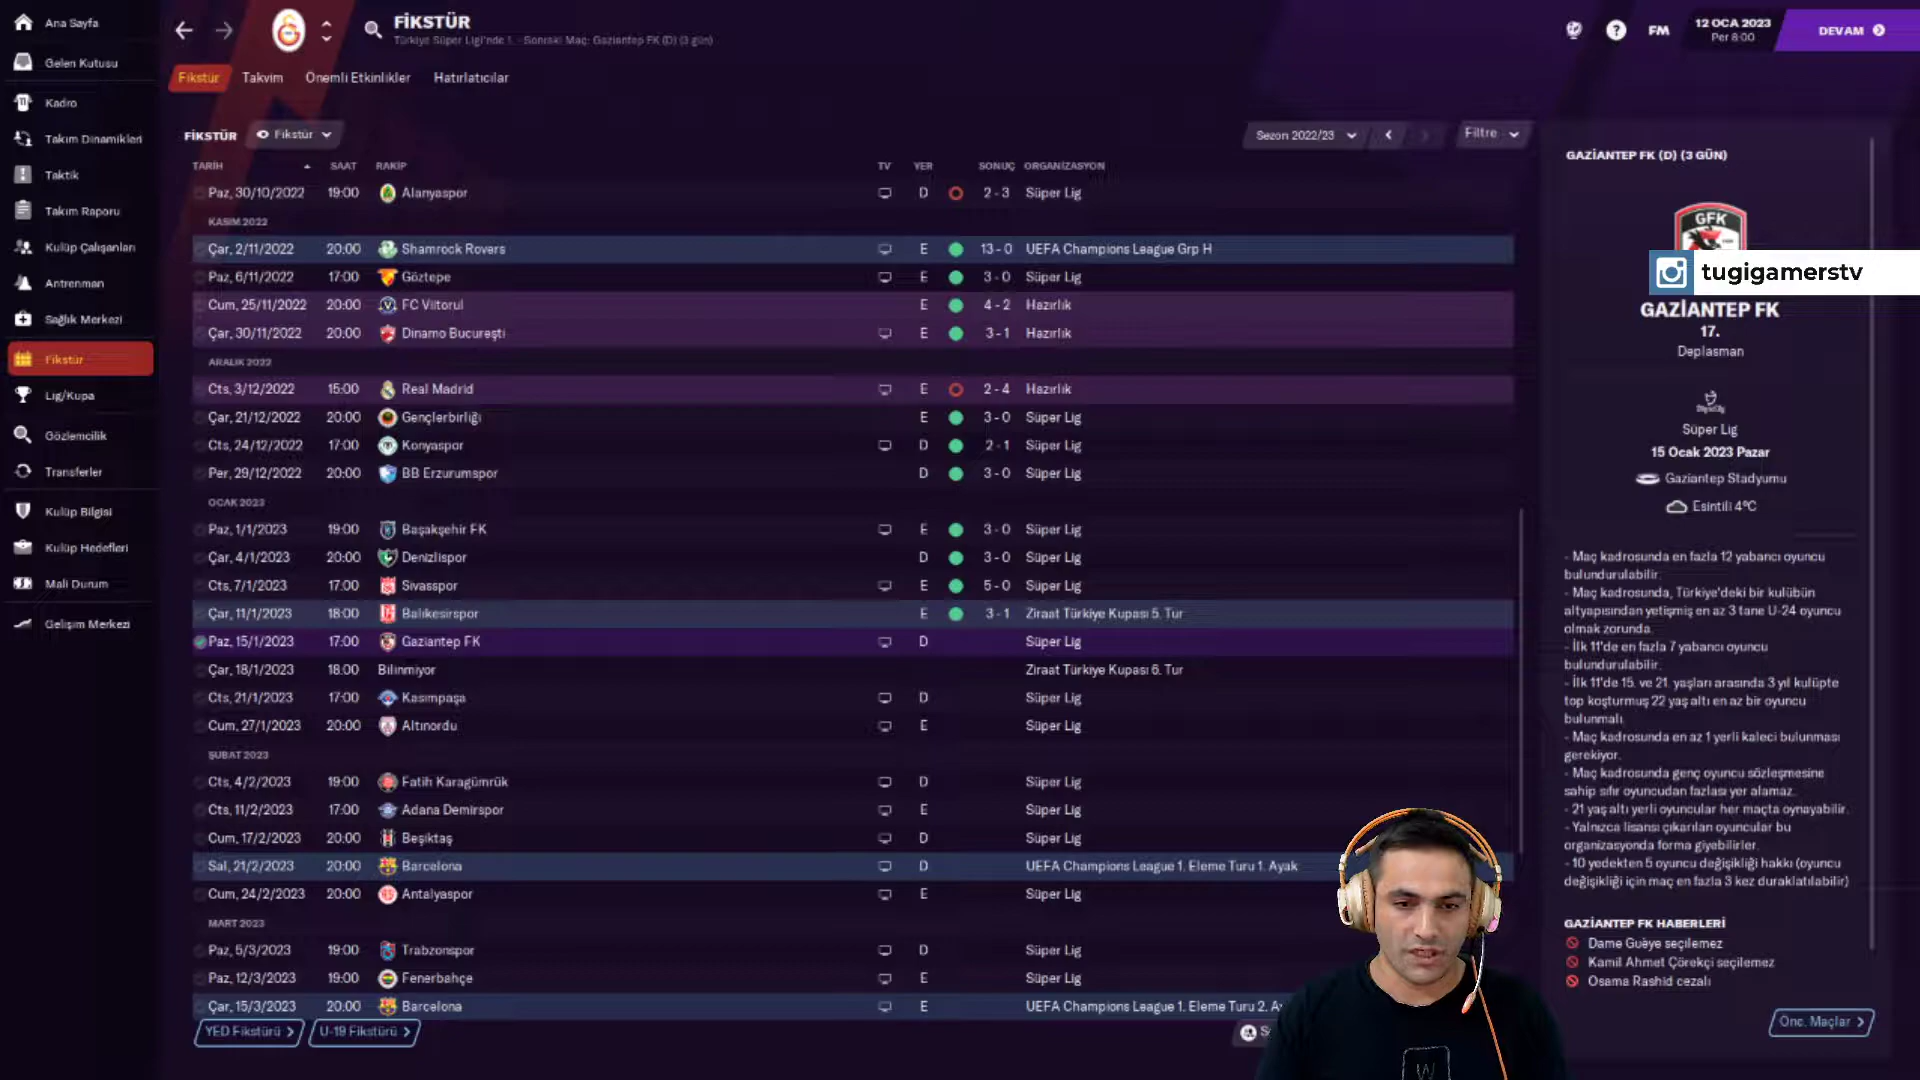 Ana Sayfa
Gelen Kutusu
Kadro
Takım Dinamikleri
Taktik
Takım Raporu
Kulüp Çalışanları
Antrenman
Sağlık Merkezi
Fikstür
Lig/Kupa
Gözlemcilik
Transferler
Kulüp Bilgisi
Kulüp Hedefleri
Mali Durum
Gelişim Merkezi
FİKSTÜR
Türkiye Süper Ligi'nde 1. - Sonraki Maç: Gaziantep FK (D) (3 gün)
FM
12 OCA 2023
Per 8:00
DEVAM
Fikstür Takvim Önemli Etkinlikler Hatırlatıcılar
FİKSTÜR Fikstür Sezon 2022/23 Filtre
TARİH SAAT RAKİP TV YER SONUÇ ORGANİZASYON
Paz, 30/10/2022 19:00 Alanyaspor D 2 - 3 Süper Lig
KASIM 2022
Çar, 2/11/2022 20:00 Shamrock Rovers E 13 - 0 UEFA Champions League Grp H
Paz, 6/11/2022 17:00 Göztepe E 3 - 0 Süper Lig
Cum, 25/11/2022 20:00 FC Viitorul E 4 - 2 Hazırlık
Çar, 30/11/2022 20:00 Dinamo Bucureşti E 3 - 1 Hazırlık
ARALIK 2022
Cts, 3/12/2022 15:00 Real Madrid E 2 - 4 Hazırlık
Çar, 21/12/2022 20:00 Gençlerbirliği E 3 - 0 Süper Lig
Cts, 24/12/2022 17:00 Konyaspor D 2 - 1 Süper Lig
Per, 29/12/2022 20:00 BB Erzurumspor D 3 - 0 Süper Lig
OCAK 2023
Paz, 1/1/2023 19:00 Başakşehir FK E 3 - 0 Süper Lig
Çar, 4/1/2023 20:00 Denizlispor D 3 - 0 Süper Lig
Cts, 7/1/2023 17:00 Sivasspor E 5 - 0 Süper Lig
Çar, 11/1/2023 18:00 Balıkesirspor E 3 - 1 Ziraat Türkiye Kupası 5. Tur
Paz, 15/1/2023 17:00 Gaziantep FK D Süper Lig
Çar, 18/1/2023 18:00 Bilinmiyor Ziraat Türkiye Kupası 6. Tur
Cts, 21/1/2023 17:00 Kasımpaşa D Süper Lig
Cum, 27/1/2023 20:00 Altınordu E Süper Lig
ŞUBAT 2023
Cts, 4/2/2023 19:00 Fatih Karagümrük D Süper Lig
Cts, 11/2/2023 17:00 Adana Demirspor E Süper Lig
Cum, 17/2/2023 20:00 Beşiktaş D Süper Lig
Sal, 21/2/2023 20:00 Barcelona D UEFA Champions League 1. Eleme Turu 1. Ayak
Cum, 24/2/2023 20:00 Antalyaspor E Süper Lig
MART 2023
Paz, 5/3/2023 19:00 Trabzonspor D Süper Lig
Paz, 12/3/2023 19:00 Fenerbahçe E Süper Lig
Çar, 15/3/2023 20:00 Barcelona E UEFA Champions League 1. Eleme Turu 2. Ay
YED Fikstürü U-19 Fikstürü
GAZİANTEP FK (D) (3 GÜN)
GFK
tugigamerstv
GAZİANTEP FK
17.
Deplasman
Süper Lig
15 Ocak 2023 Pazar
Gaziantep Stadyumu
Esintili 4°C
- Maç kadrosunda en fazla 12 yabancı oyuncu
bulundurulabilir.
- Maç kadrosunda, Türkiye'deki bir kulübün
altyapısından yetişmiş en az 3 tane U-24 oyuncu
olmak zorunda.
- İlk 11'de en fazla 7 yabancı oyuncu
bulundurulabilir.
- İlk 11'de 15. ve 21. yaşları arasında 3 yıl kulüpte
top koşturmuş 22 yaş altı en az bir oyuncu
bulunmalı.
- Maç kadrosunda en az 1 yerli kaleci bulunması
gerekiyor.
- Maç kadrosunda genç oyuncu sözleşmesine
sahip sıfır oyuncudan fazlası yer alamaz.
- 21 yaş altı yerli oyuncular her maçta oynayabilir.
- Yalnızca lisansı çıkarılan oyuncular bu
organizasyonda forma giyebilirler.
- 10 yedekten 5 oyuncu değişikliği hakkı (oyuncu
değişikliği için maç en fazla 3 kez duraklatılabilir)
GAZİANTEP FK HABERLERİ
Dame Guèye seçilemez
Kamil Ahmet Çörekçi seçilemez
Osama Rashid cezalı
Önc. Maçlar
W